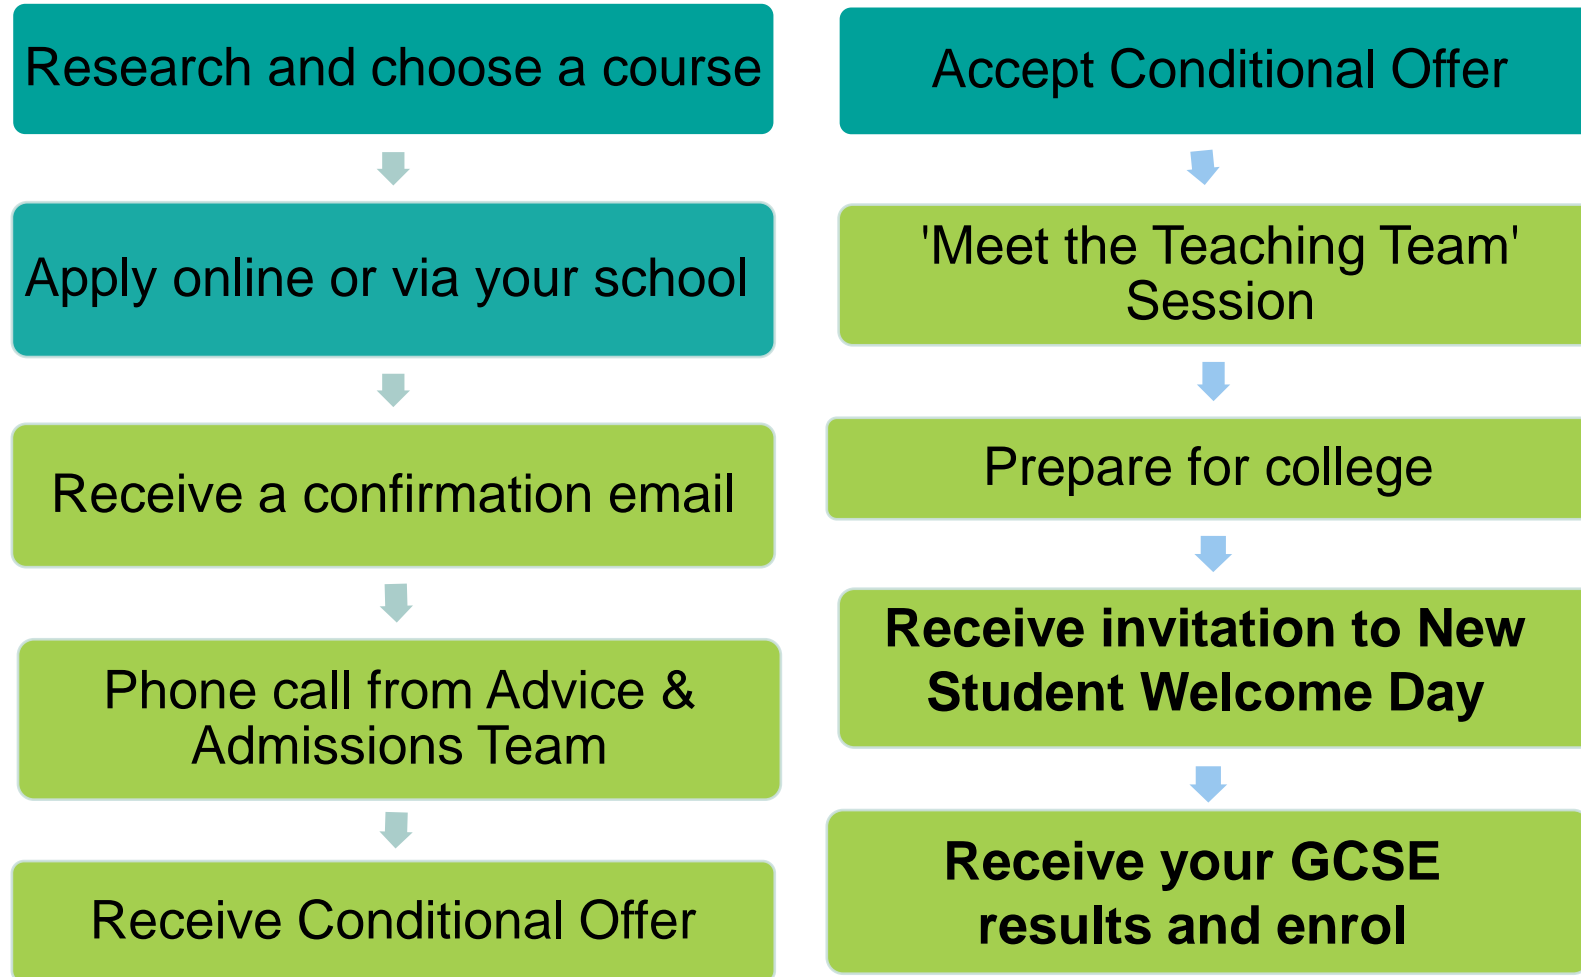 Research and choose a course
Apply online or via your school
Receive a confirmation email
Phone call from Advice &
Admissions Team
Receive Conditional Offer
Accept Conditional Offer
'Meet the Teaching Team'
Session
Prepare for college
Receive invitation to New
Student Welcome Day
Receive your GCSE
results and enrol